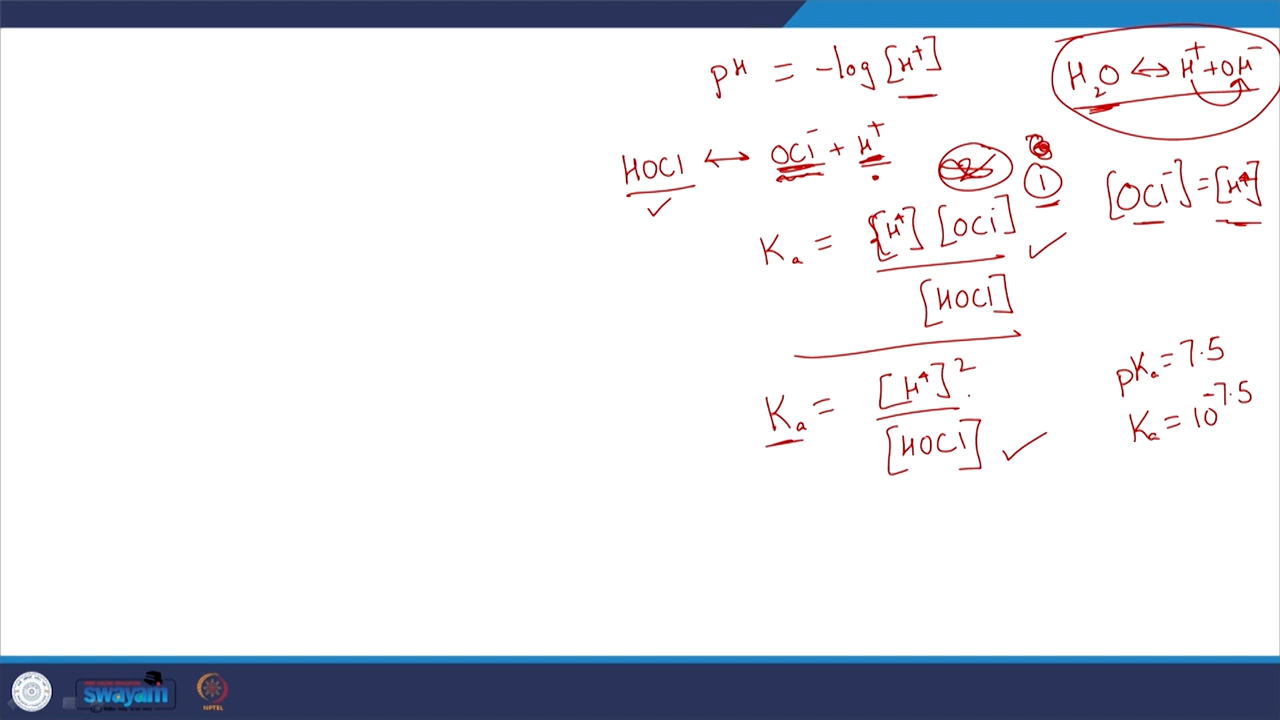 pH = -log [H⁺]
H₂O ↔ H⁺ + OH⁻
HOCl ↔ OCl⁻ + H⁺
1
[OCl⁻] = [H⁺]
Kₐ = [H⁺] [OCl⁻]
[HOCl]
Kₐ = [H⁺]²
[HOCl]
pKₐ = 7.5
Kₐ = 10⁻⁷·⁵
swayam
NPTEL